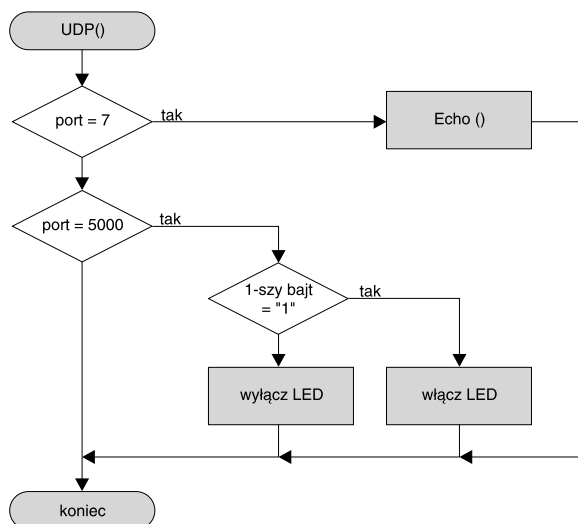 UDP()
port = 7
tak
Echo ()
port = 5000
tak
1-szy bajt
= "1"
tak
wyłącz LED
włącz LED
koniec